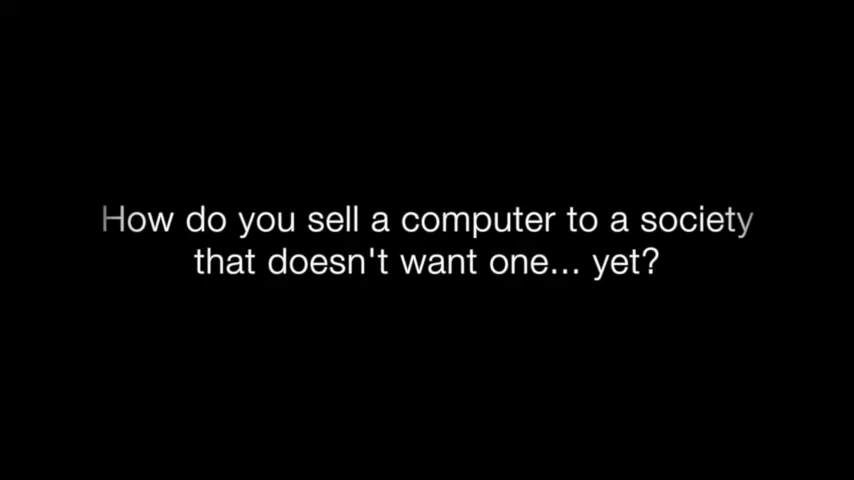 How do you sell a computer to a society
that doesn't want one... yet?